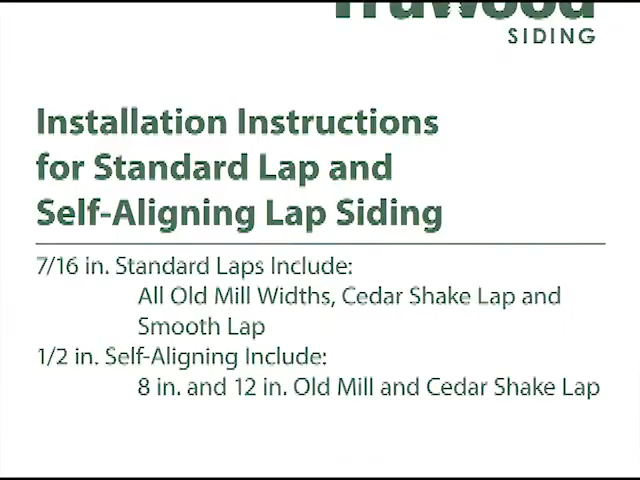 Truwood
SIDING
Installation Instructions
for Standard Lap and
Self-Aligning Lap Siding
7/16 in. Standard Laps Include:
All Old Mill Widths, Cedar Shake Lap and
Smooth Lap
1/2 in. Self-Aligning Include:
8 in. and 12 in. Old Mill and Cedar Shake Lap